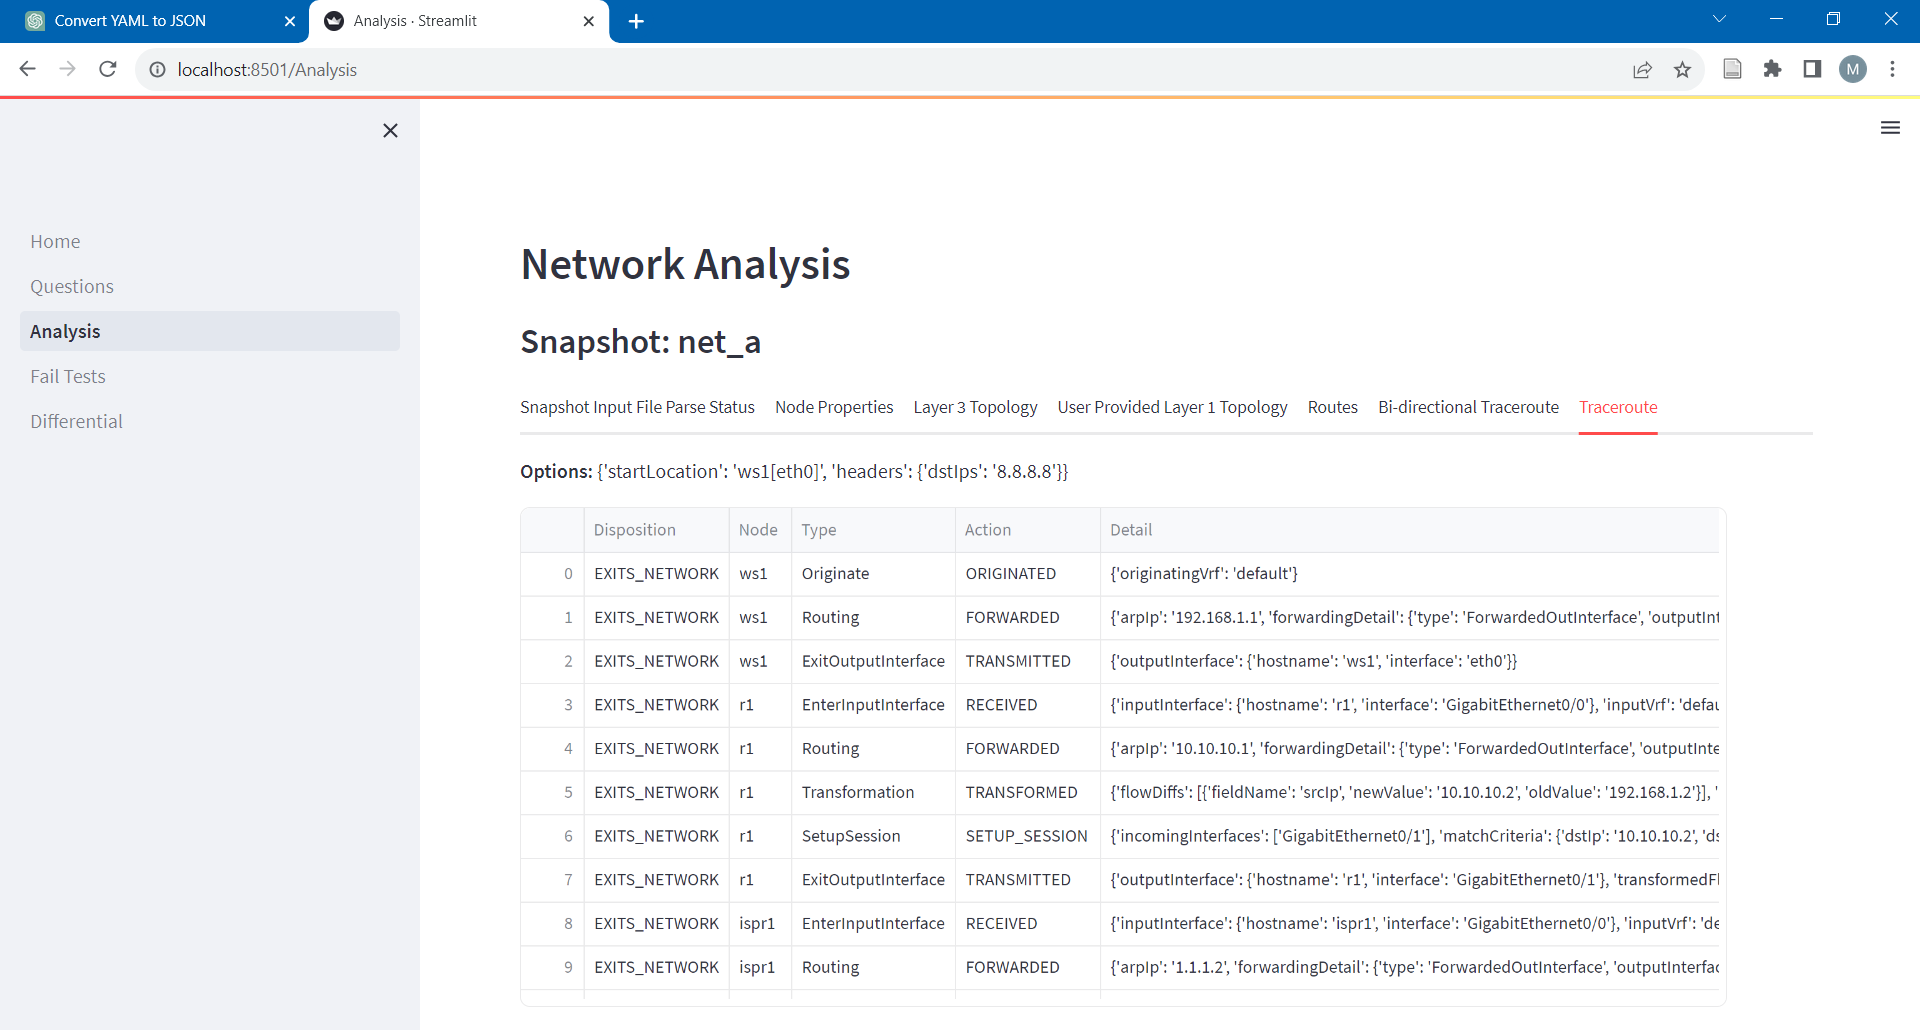 Convert YAML to JSON
Analysis · Streamlit
localhost:8501/Analysis
M
Home
Questions
Analysis
Fail Tests
Differential
Network Analysis
Snapshot: net_a
Snapshot Input File Parse Status Node Properties Layer 3 Topology User Provided Layer 1 Topology Routes Bi-directional Traceroute Traceroute
Options: {'startLocation': 'ws1[eth0]', 'headers': {'dstIps': '8.8.8.8'}}
Disposition Node Type Action Detail
0 EXITS_NETWORK ws1 Originate ORIGINATED {'originatingVrf': 'default'}
1 EXITS_NETWORK ws1 Routing FORWARDED {'arpIp': '192.168.1.1', 'forwardingDetail': {'type': 'ForwardedOutInterface', 'outputInt
2 EXITS_NETWORK ws1 ExitOutputInterface TRANSMITTED {'outputInterface': {'hostname': 'ws1', 'interface': 'eth0'}}
3 EXITS_NETWORK r1 EnterInputInterface RECEIVED {'inputInterface': {'hostname': 'r1', 'interface': 'GigabitEthernet0/0'}, 'inputVrf': 'defau
4 EXITS_NETWORK r1 Routing FORWARDED {'arpIp': '10.10.10.1', 'forwardingDetail': {'type': 'ForwardedOutInterface', 'outputInte
5 EXITS_NETWORK r1 Transformation TRANSFORMED {'flowDiffs': [{'fieldName': 'srcIp', 'newValue': '10.10.10.2', 'oldValue': '192.168.1.2'}], '
6 EXITS_NETWORK r1 SetupSession SETUP_SESSION {'incomingInterfaces': ['GigabitEthernet0/1'], 'matchCriteria': {'dstIp': '10.10.10.2', 'ds
7 EXITS_NETWORK r1 ExitOutputInterface TRANSMITTED {'outputInterface': {'hostname': 'r1', 'interface': 'GigabitEthernet0/1'}, 'transformedFl
8 EXITS_NETWORK ispr1 EnterInputInterface RECEIVED {'inputInterface': {'hostname': 'ispr1', 'interface': 'GigabitEthernet0/0'}, 'inputVrf': 'de
9 EXITS_NETWORK ispr1 Routing FORWARDED {'arpIp': '1.1.1.2', 'forwardingDetail': {'type': 'ForwardedOutInterface', 'outputInterfac